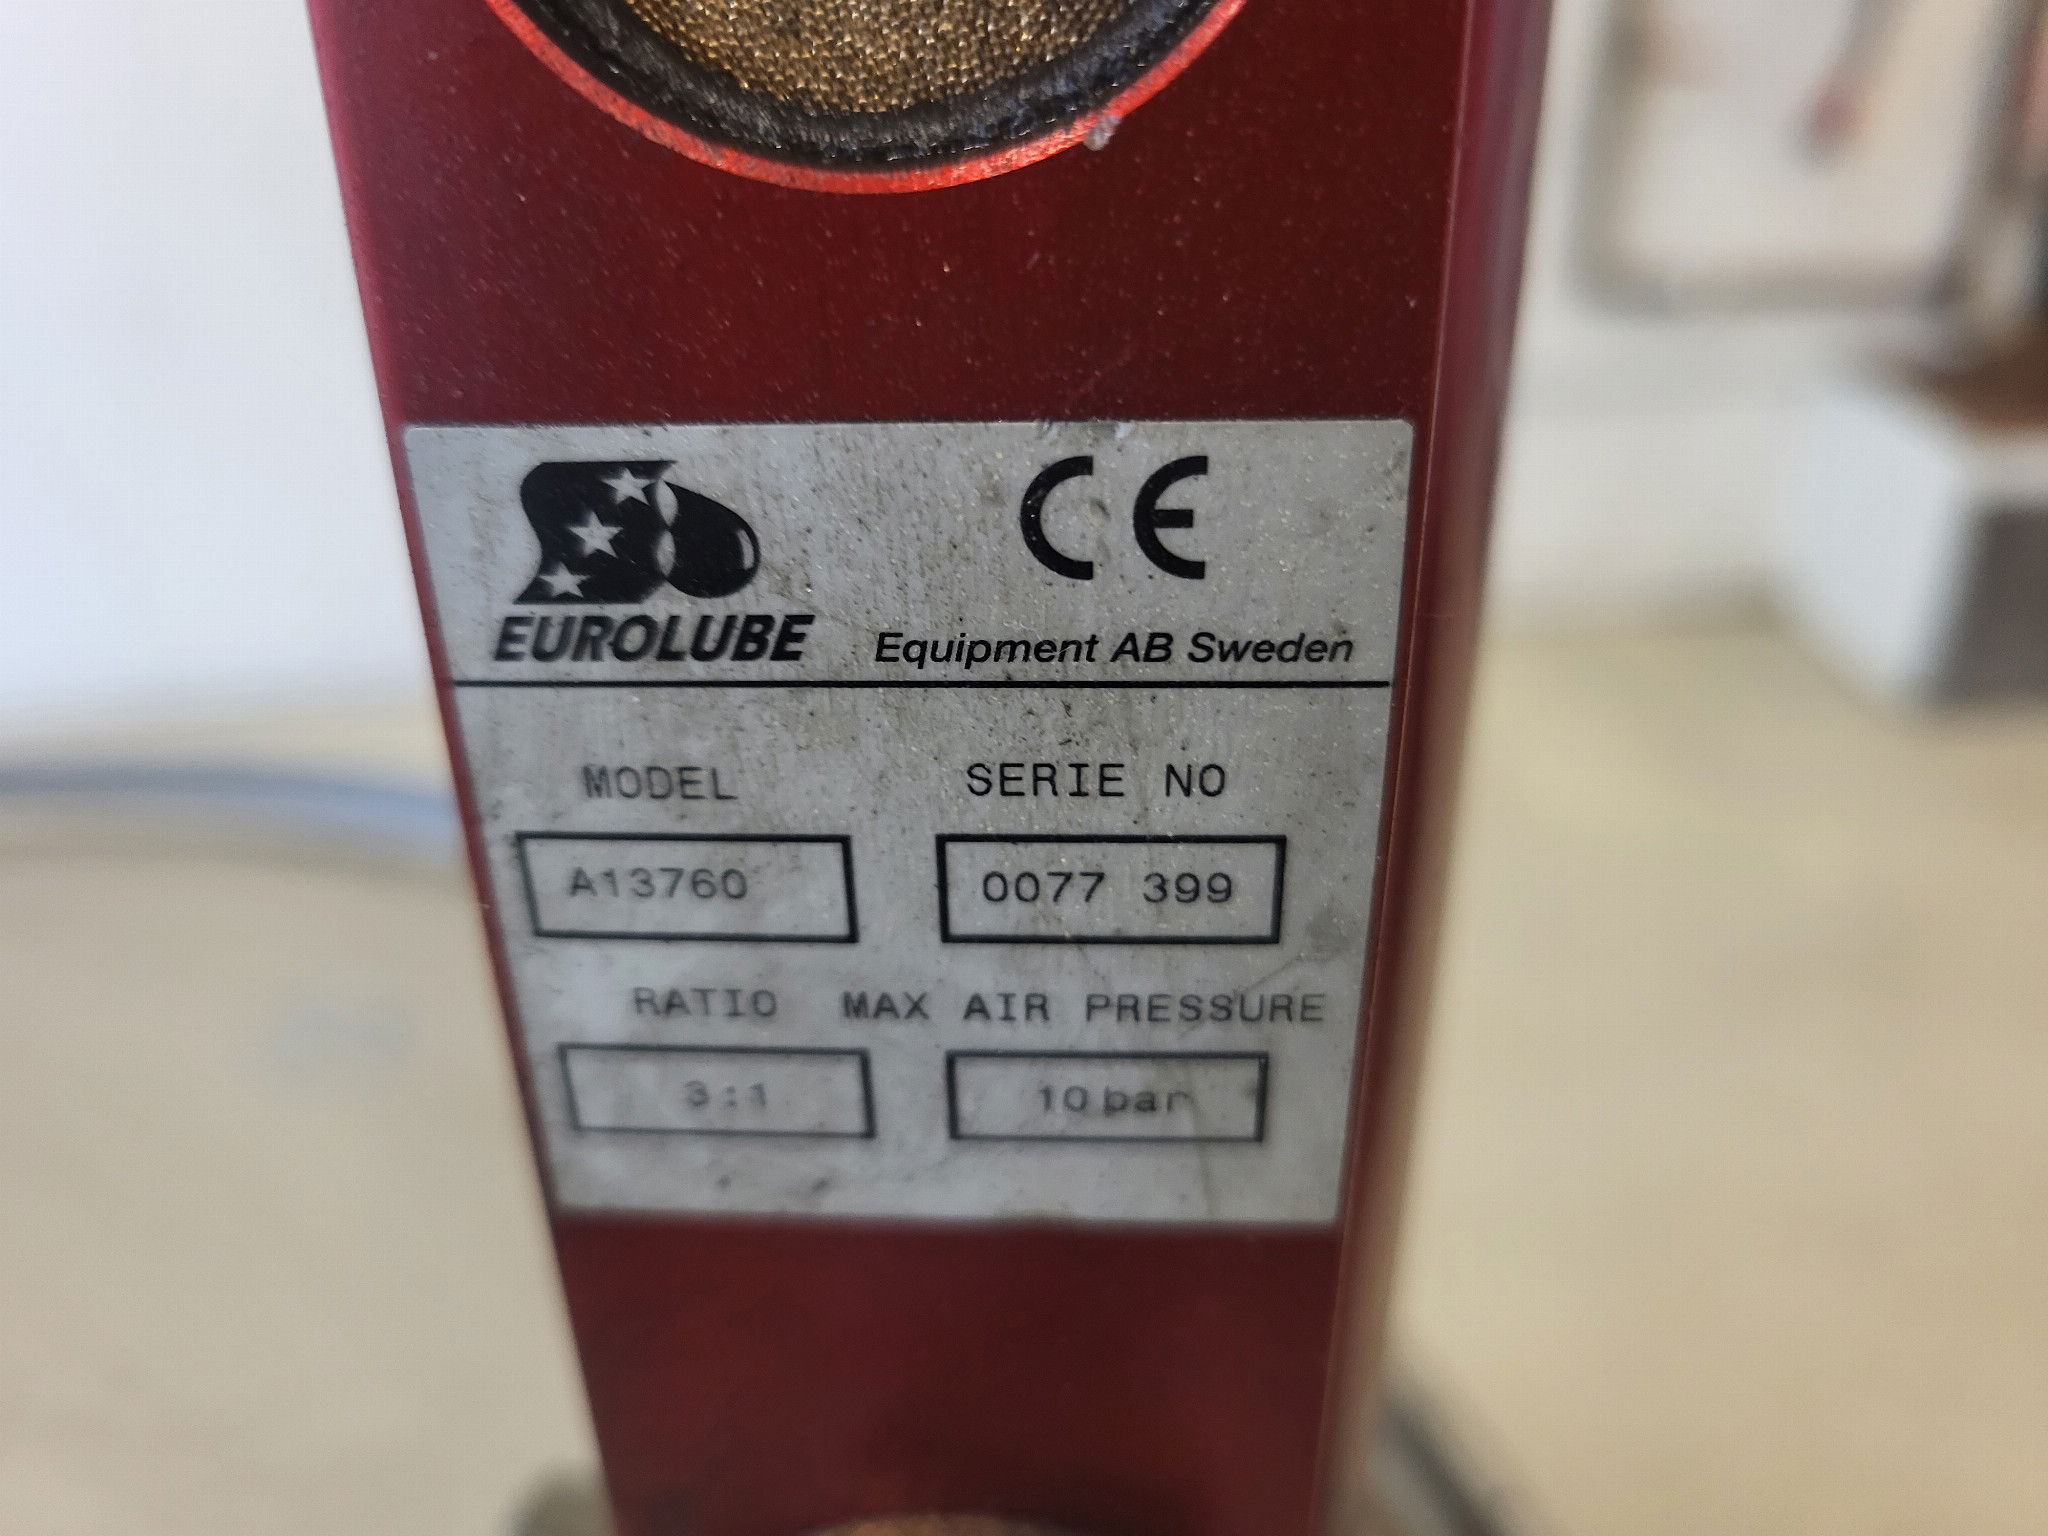 CE
EUROLUBE Equipment AB Sweden
MODEL SERIE NO
A13760 0077 399
RATIO MAX AIR PRESSURE
3:1 10 bar